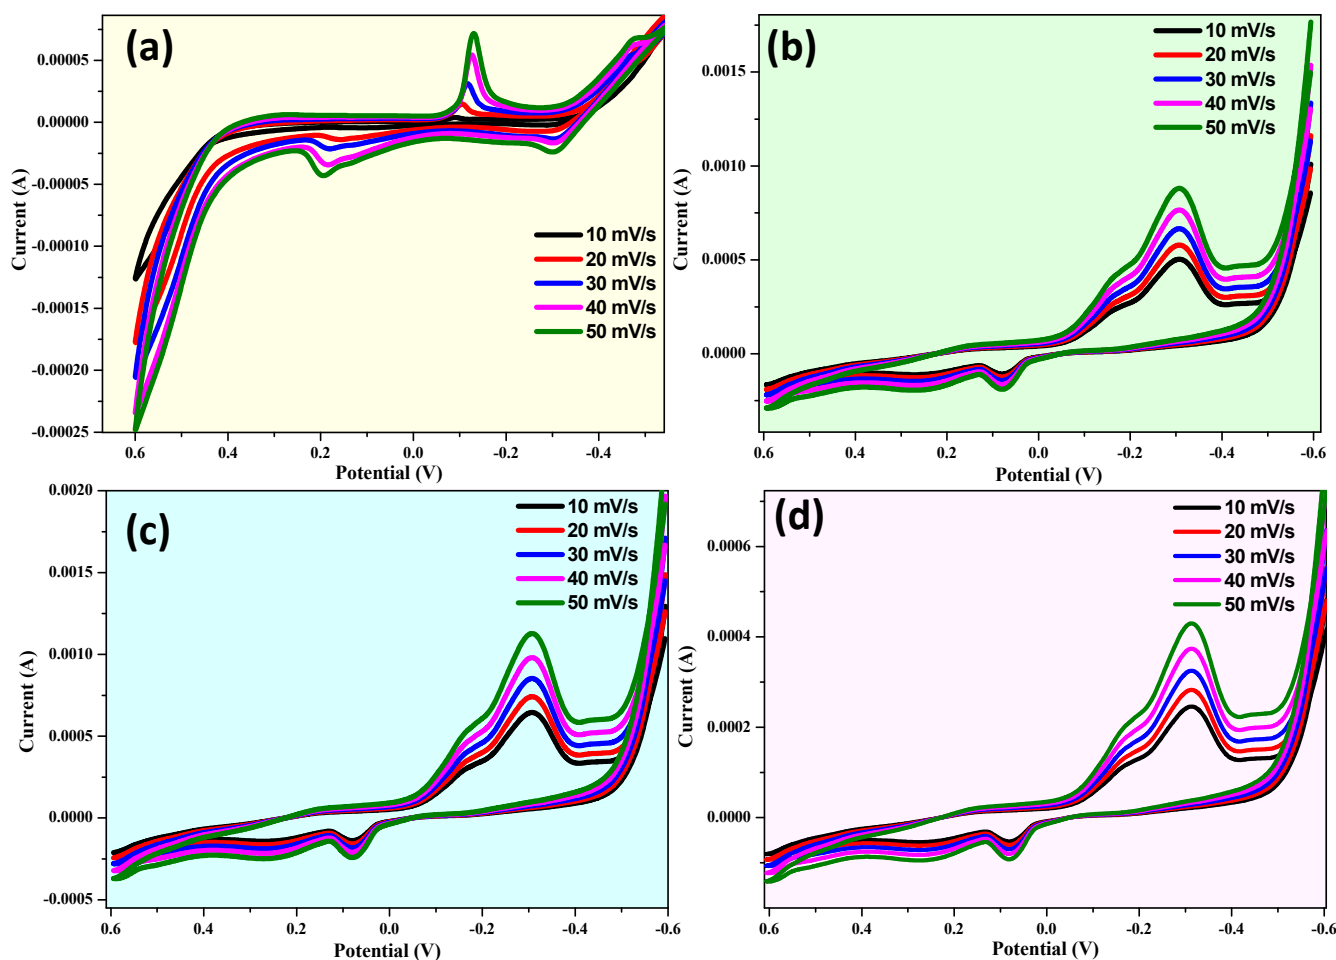 (a)
10 mV/s
20 mV/s
30 mV/s
40 mV/s
50 mV/s
0.00005
0.00000
-0.00005
-0.00010
-0.00015
-0.00020
-0.00025
Current (A)
0.6 0.4 0.2 0.0 -0.2 -0.4
Potential (V)
(b)
10 mV/s
20 mV/s
30 mV/s
40 mV/s
50 mV/s
0.0015
0.0010
0.0005
0.0000
Current (A)
0.6 0.4 0.2 0.0 -0.2 -0.4 -0.6
Potential (V)
(c)
10 mV/s
20 mV/s
30 mV/s
40 mV/s
50 mV/s
0.0020
0.0015
0.0010
0.0005
0.0000
-0.0005
Current (A)
0.6 0.4 0.2 0.0 -0.2 -0.4 -0.6
Potential (V)
(d)
10 mV/s
20 mV/s
30 mV/s
40 mV/s
50 mV/s
0.0006
0.0004
0.0002
0.0000
Current (A)
0.6 0.4 0.2 0.0 -0.2 -0.4 -0.6
Potential (V)